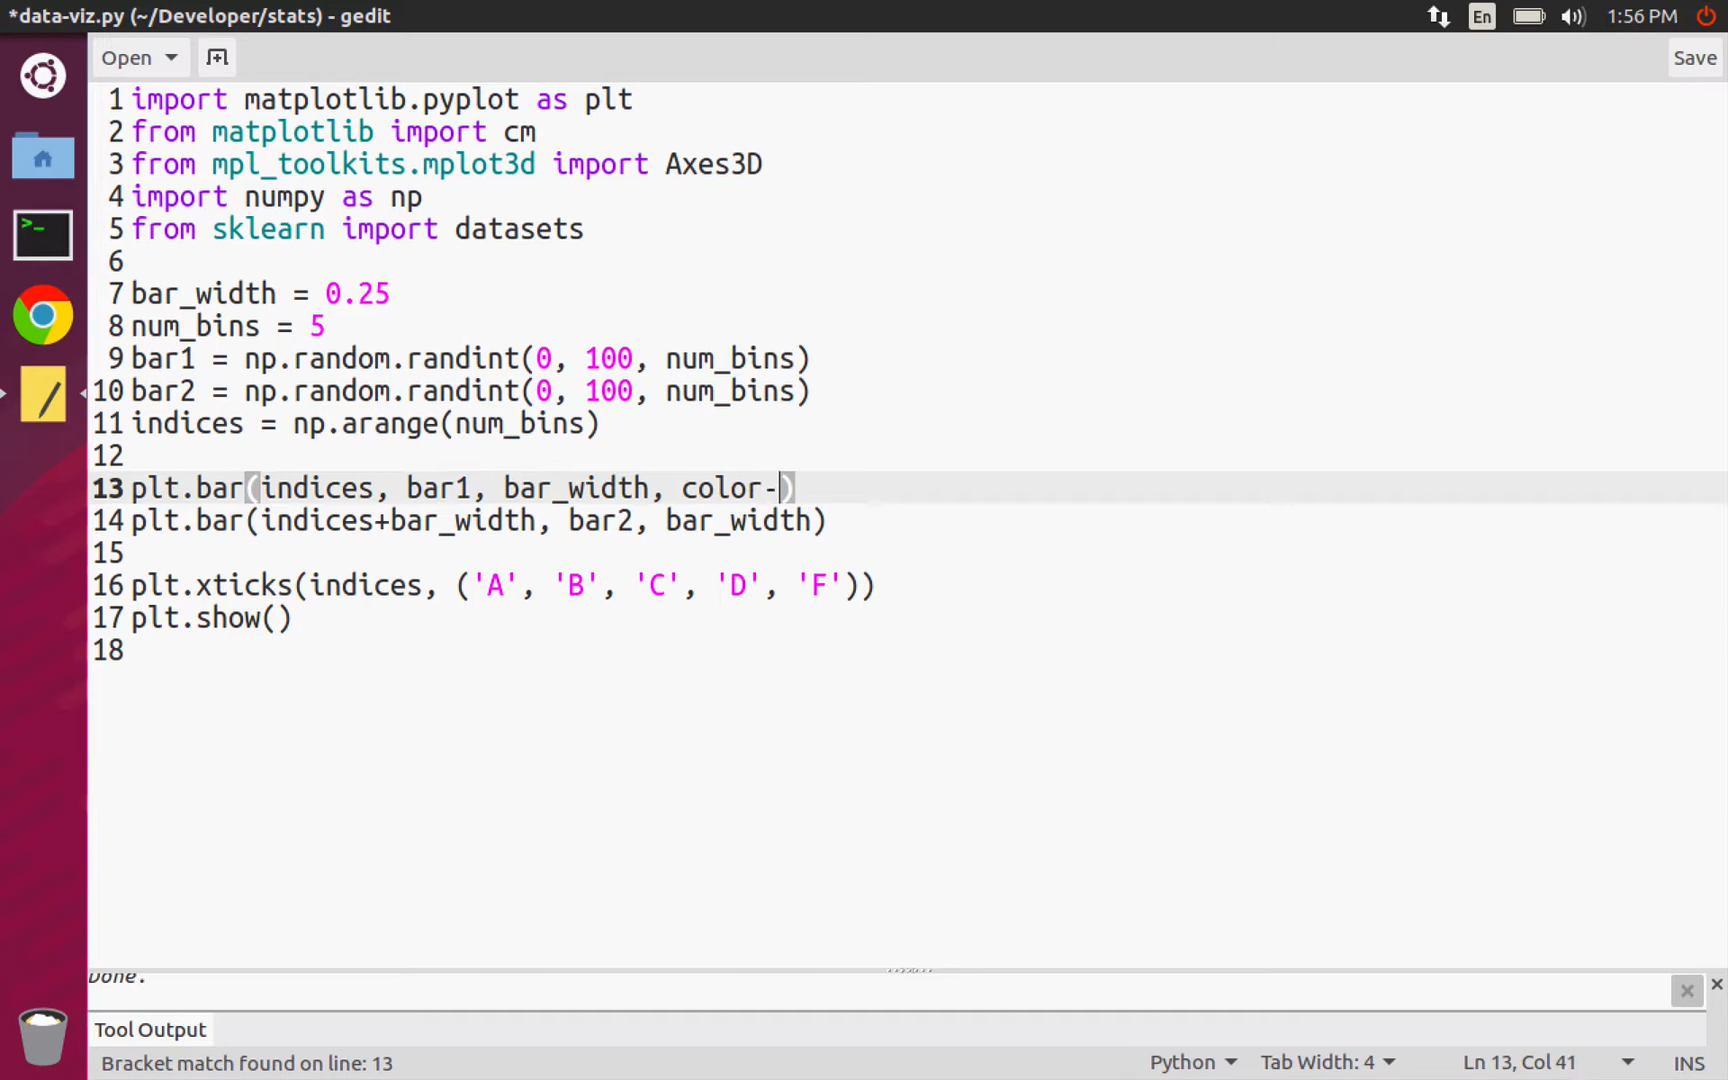 *data-viz.py (~/Developer/stats) - gedit
En
1:56 PM
Open
Save
1 import matplotlib.pyplot as plt
2 from matplotlib import cm
3 from mpl_toolkits.mplot3d import Axes3D
4 import numpy as np
5 from sklearn import datasets
6
7 bar_width = 0.25
8 num_bins = 5
9 bar1 = np.random.randint(0, 100, num_bins)
10 bar2 = np.random.randint(0, 100, num_bins)
11 indices = np.arange(num_bins)
12
13 plt.bar(indices, bar1, bar_width, color-)
14 plt.bar(indices+bar_width, bar2, bar_width)
15
16 plt.xticks(indices, ('A', 'B', 'C', 'D', 'F'))
17 plt.show()
18
Done.
Tool Output
Bracket match found on line: 13
Python
Tab Width: 4
Ln 13, Col 41
INS